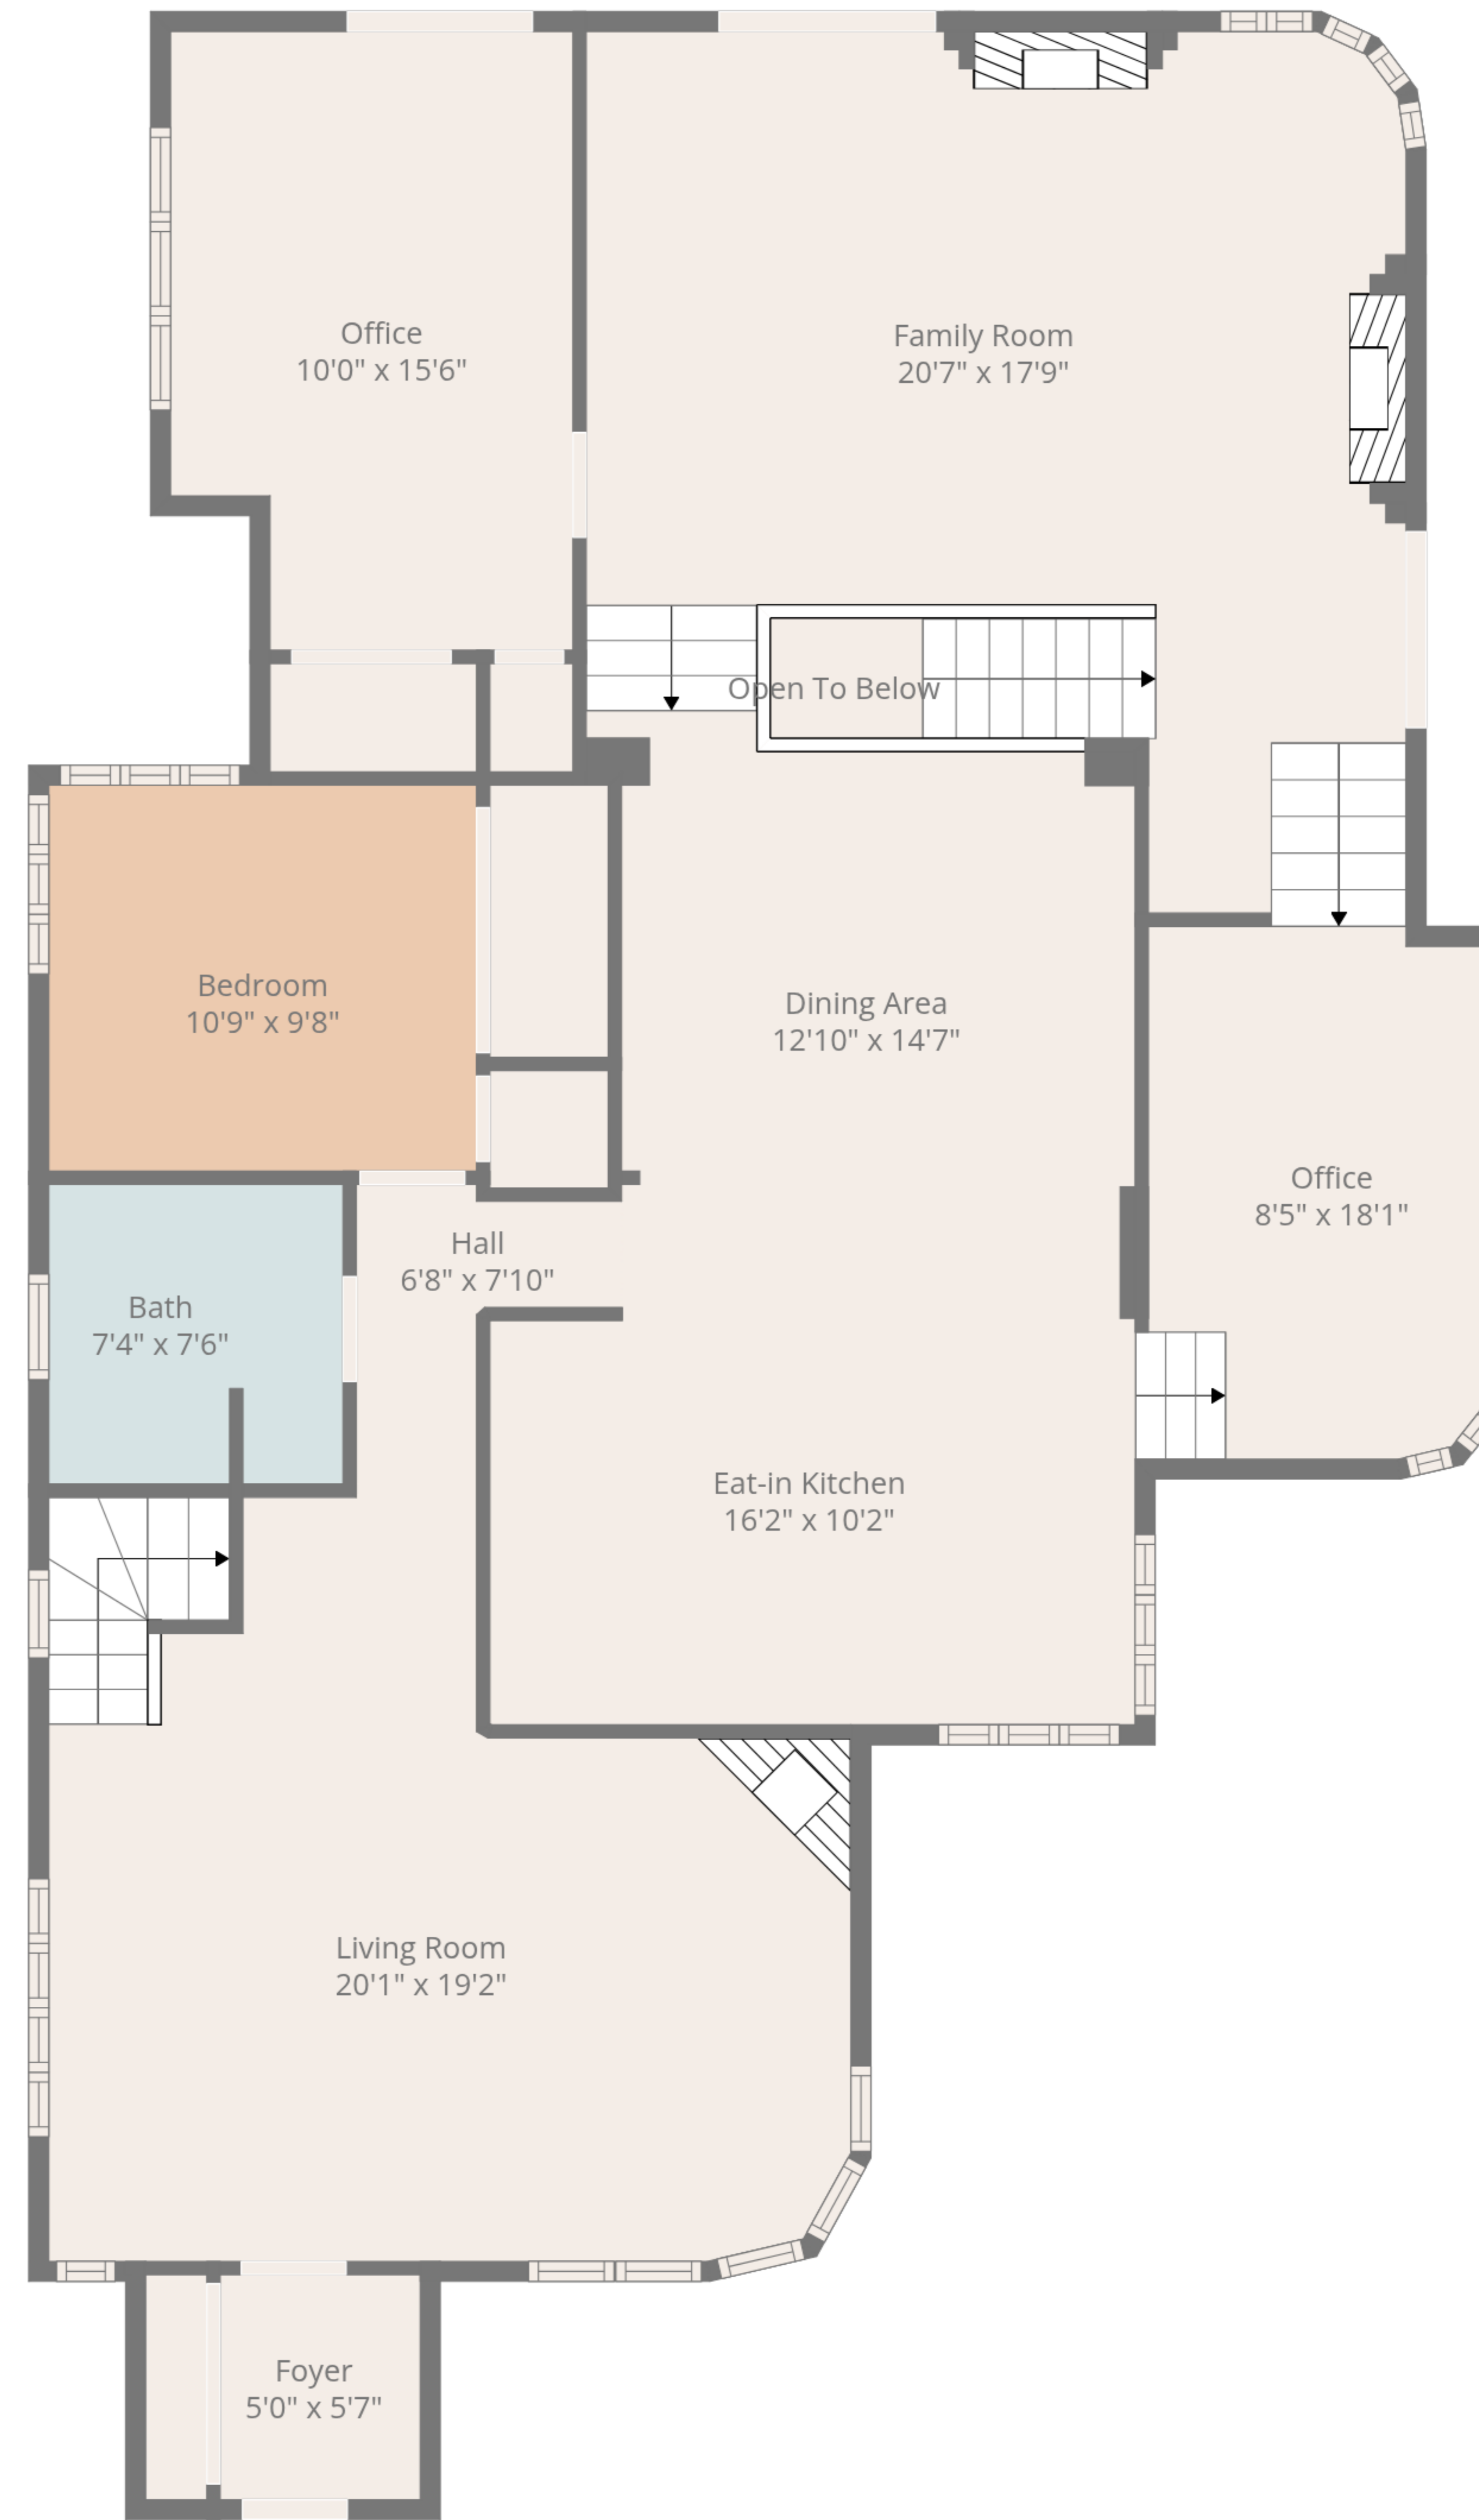 Office
10'0" x 15'6"
Family Room
20'7" x 17'9"
Open To Below
Bedroom
10'9" x 9'8"
Dining Area
12'10" x 14'7"
Office
8'5" x 18'1"
Hall
6'8" x 7'10"
Bath
7'4" x 7'6"
Eat-in Kitchen
16'2" x 10'2"
Living Room
20'1" x 19'2"
Foyer
5'0" x 5'7"